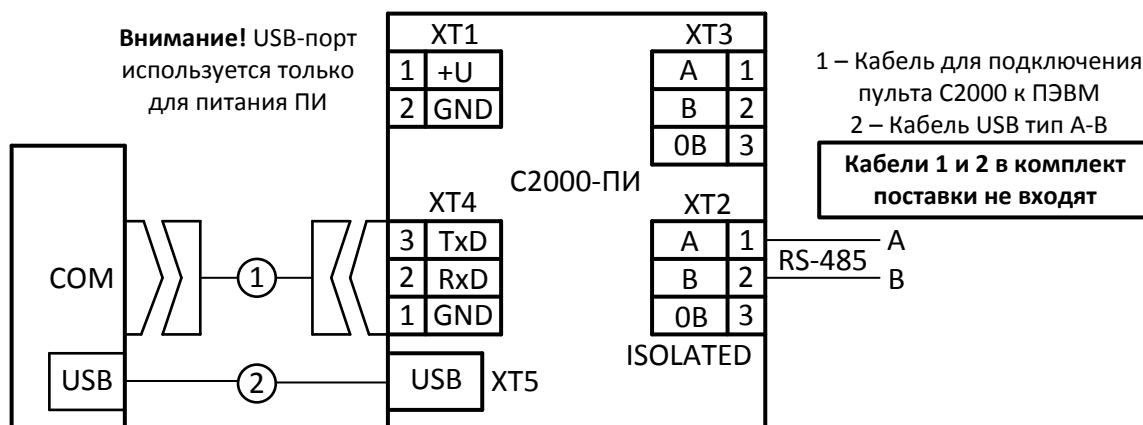 Внимание! USB-порт
используется только
для питания ПИ
XT1
1 +U
2 GND
XT3
A 1
B 2
0В 3
1 – Кабель для подключения
пульта С2000 к ПЭВМ
2 – Кабель USB тип А-В
Кабели 1 и 2 в комплект
поставки не входят
С2000-ПИ
XT4
3 TxD
2 RxD
1 GND
XT2
A 1
B 2
0В 3
ISOLATED
A
RS-485
B
COM
1
USB
2
USB
XT5